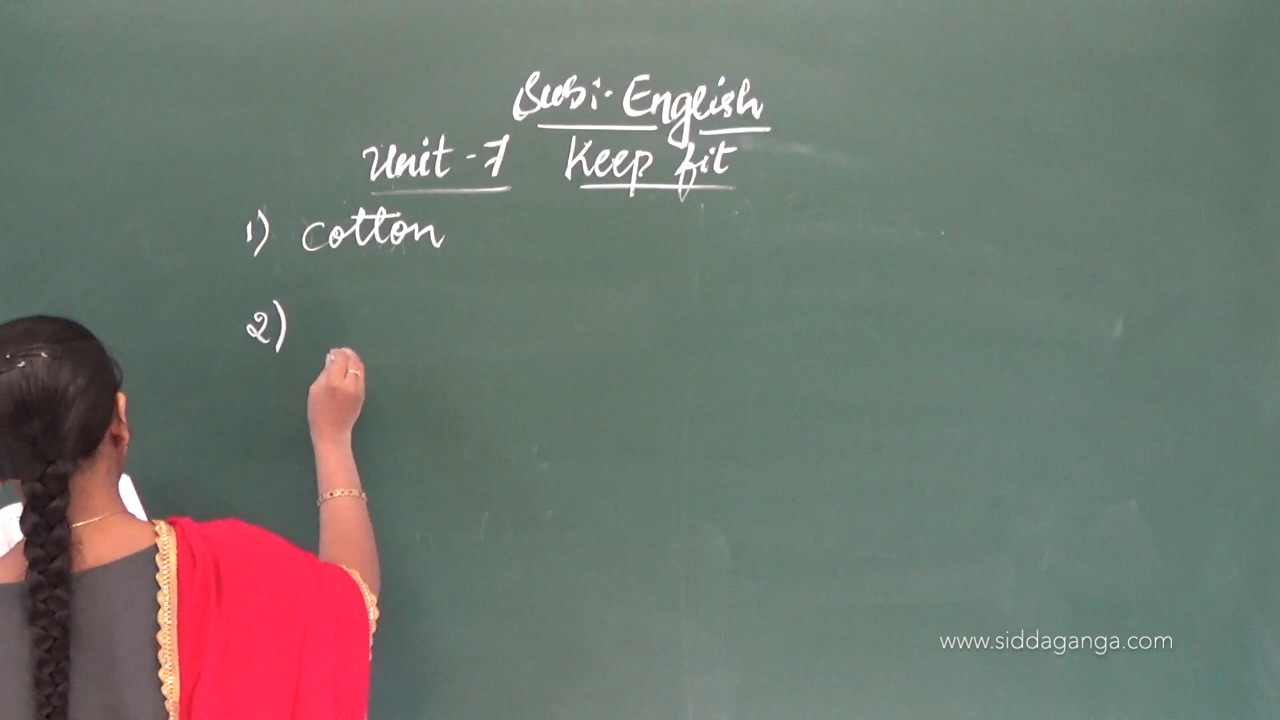 Sub:- English
Unit - 7 Keep fit
1) cotton
2)
www.siddaganga.com